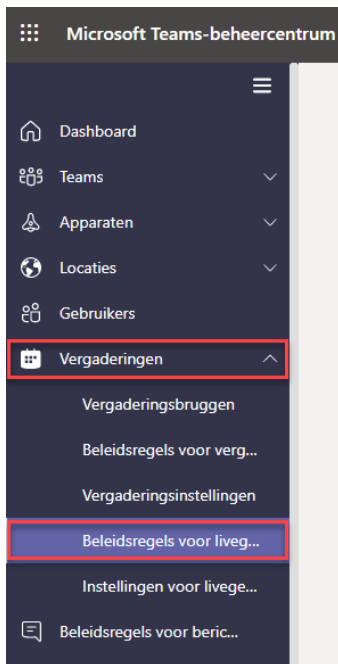 Microsoft Teams-beheercentrum
Dashboard
Teams
Apparaten
Locaties
Gebruikers
Vergaderingen
Vergaderingsbruggen
Beleidsregels voor verg...
Vergaderingsinstellingen
Beleidsregels voor liveg...
Instellingen voor livege...
Beleidsregels voor beric...